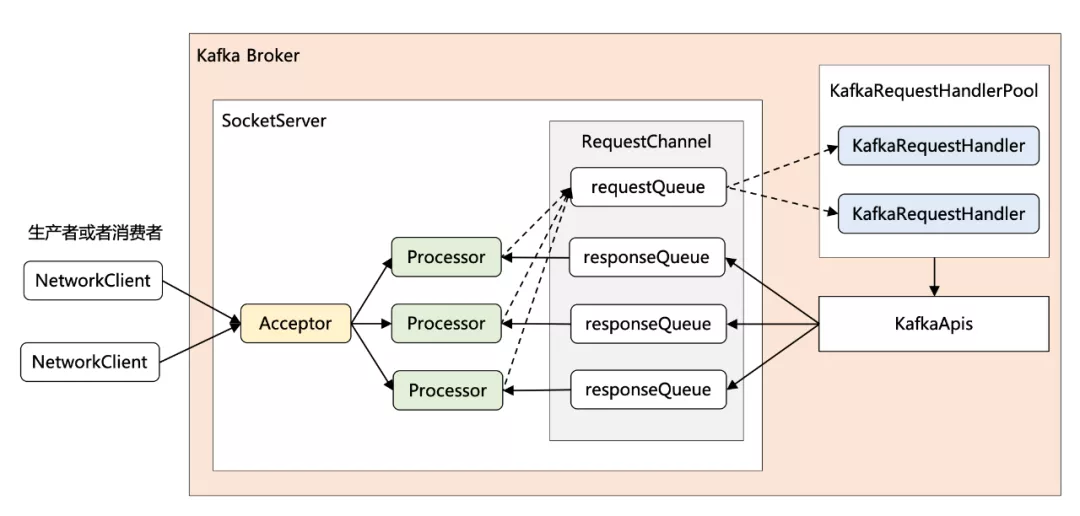 Kafka Broker
SocketServer
RequestChannel
requestQueue
responseQueue
responseQueue
responseQueue
Processor
Processor
Processor
Acceptor
生产者或者消费者
NetworkClient
NetworkClient
KafkaRequestHandlerPool
KafkaRequestHandler
KafkaRequestHandler
KafkaApis